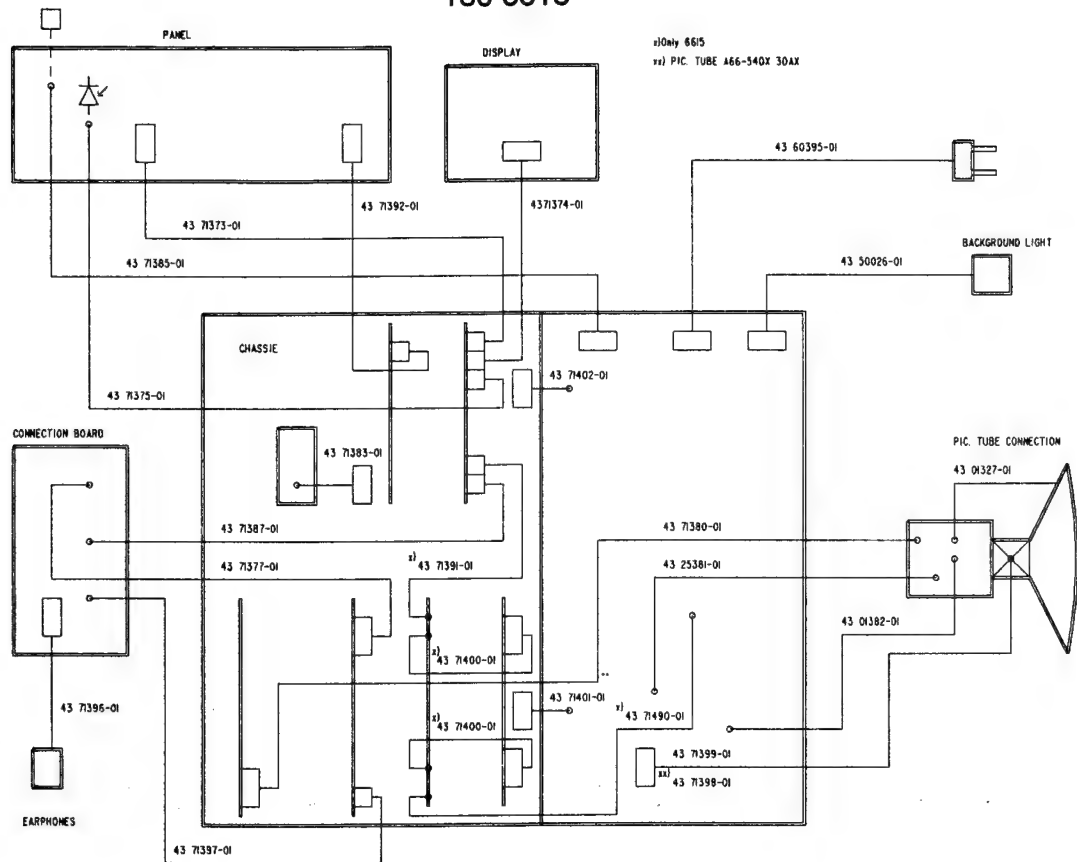 PANEL
DISPLAY
x)Only 6615
xx) PIC. TUBE A66-540X 30AX
43 60395-01
43 71392-01
4371374-01
43 71373-01
BACKGROUND LIGHT
43 71385-01
43 50026-01
CHASSIE
43 71402-01
43 71375-01
CONNECTION BOARD
PIC. TUBE CONNECTION
43 71383-01
43 01327-01
43 71387-01
43 71380-01
43 71377-01
x)
43 71391-01
43 25381-01
43 01382-01
x)
43 71400-01
43 71401-01
43 71396-01
x)
43 71400-01
x)
43 71490-01
43 71399-01
xx)
43 71398-01
EARPHONES
43 71397-01